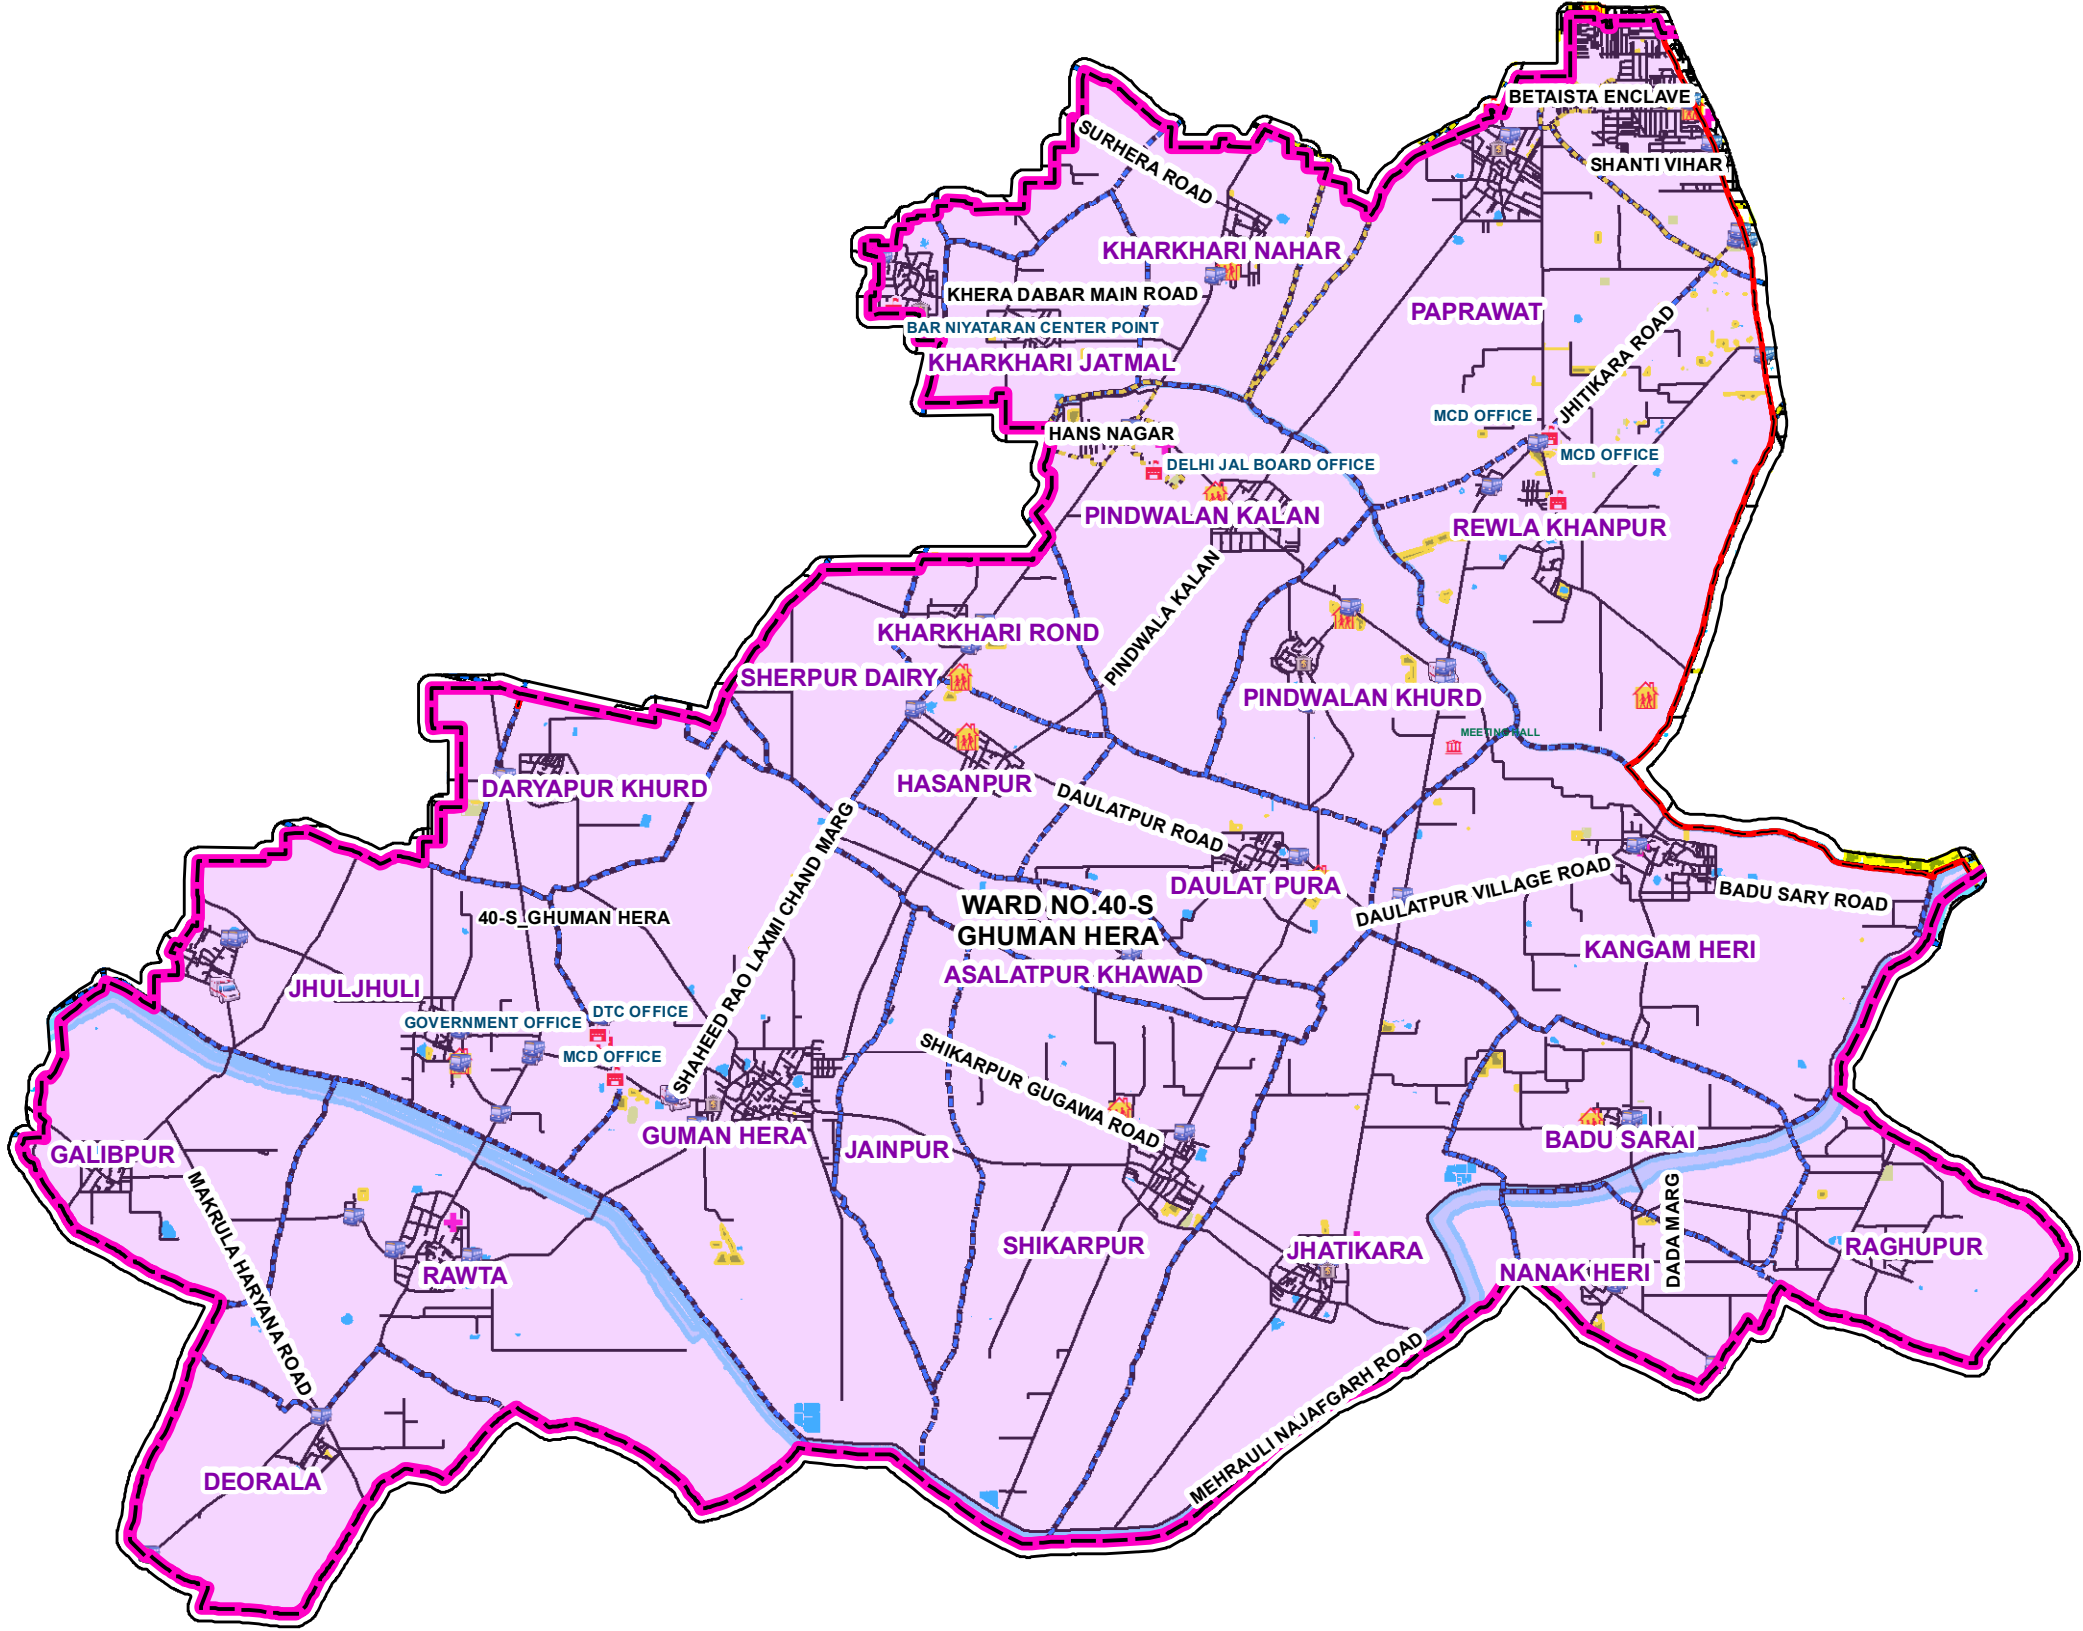 BETAISTA ENCLAVE
SURHERA ROAD
SHANTI VIHAR
KHARKHARI NAHAR
KHERA DABAR MAIN ROAD
PAPRAWAT
BAR NIYATARAN CENTER POINT
KHARKHARI JATMAL
JHITIKARA ROAD
MCD OFFICE
HANS NAGAR
MCD OFFICE
DELHI JAL BOARD OFFICE
PINDWALAN KALAN
REWLA KHANPUR
PINDWALA KALAN
KHARKHARI ROND
SHERPUR DAIRY
PINDWALAN KHURD
MEETING HALL
HASANPUR
DARYAPUR KHURD
DAULATPUR ROAD
SHAHEED RAO LAXMI CHAND MARG
DAULAT PURA
DAULATPUR VILLAGE ROAD
BADU SARY ROAD
WARD NO.40-S
GHUMAN HERA
40-S_GHUMAN HERA
KANGAM HERI
ASALATPUR KHAWAD
JHULJHULI
DTC OFFICE
GOVERNMENT OFFICE
MCD OFFICE
SHIKARPUR GUGAWA ROAD
GUMAN HERA
JAINPUR
BADU SARAI
GALIBPUR
MAKRULA HARYANA ROAD
DADA MARG
SHIKARPUR
JHATIKARA
RAGHUPUR
RAWTA
NANAK HERI
MEHRAULI NAJAFGARH ROAD
DEORALA